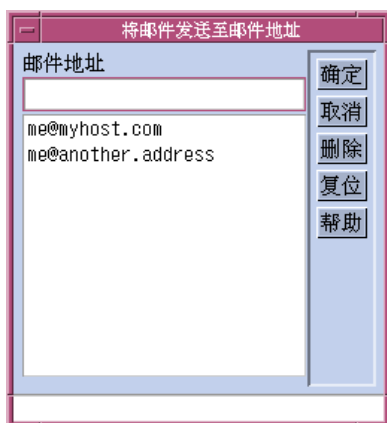 将邮件发送至邮件地址
邮件地址
me@myhost.com
me@another.address
确定
取消
删除
复位
帮助